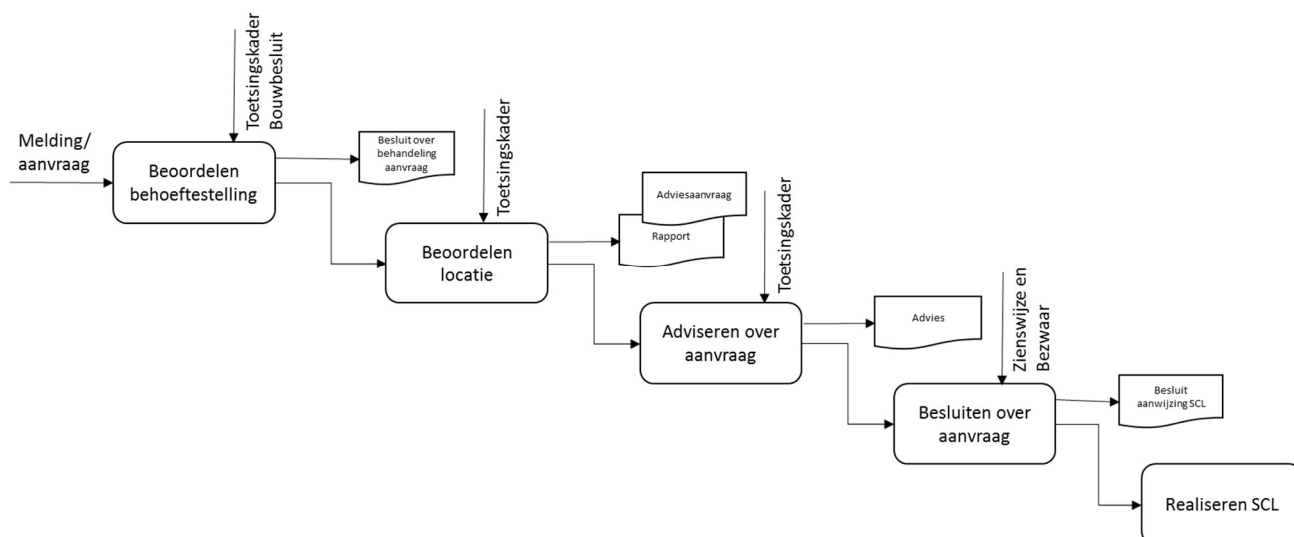 Melding/
aanvraag
Toetsingskader
Bouwbesluit
Beoordelen
behoeftestelling
Besluit over
behandeling
aanvraag
Toetsingskader
Beoordelen
locatie
Adviesaanvraag
Rapport
Toetsingskader
Adviseren over
aanvraag
Advies
Zienswijze en
Bezwaar
Besluiten over
aanvraag
Besluit
aanwijzing SCL
Realiseren SCL